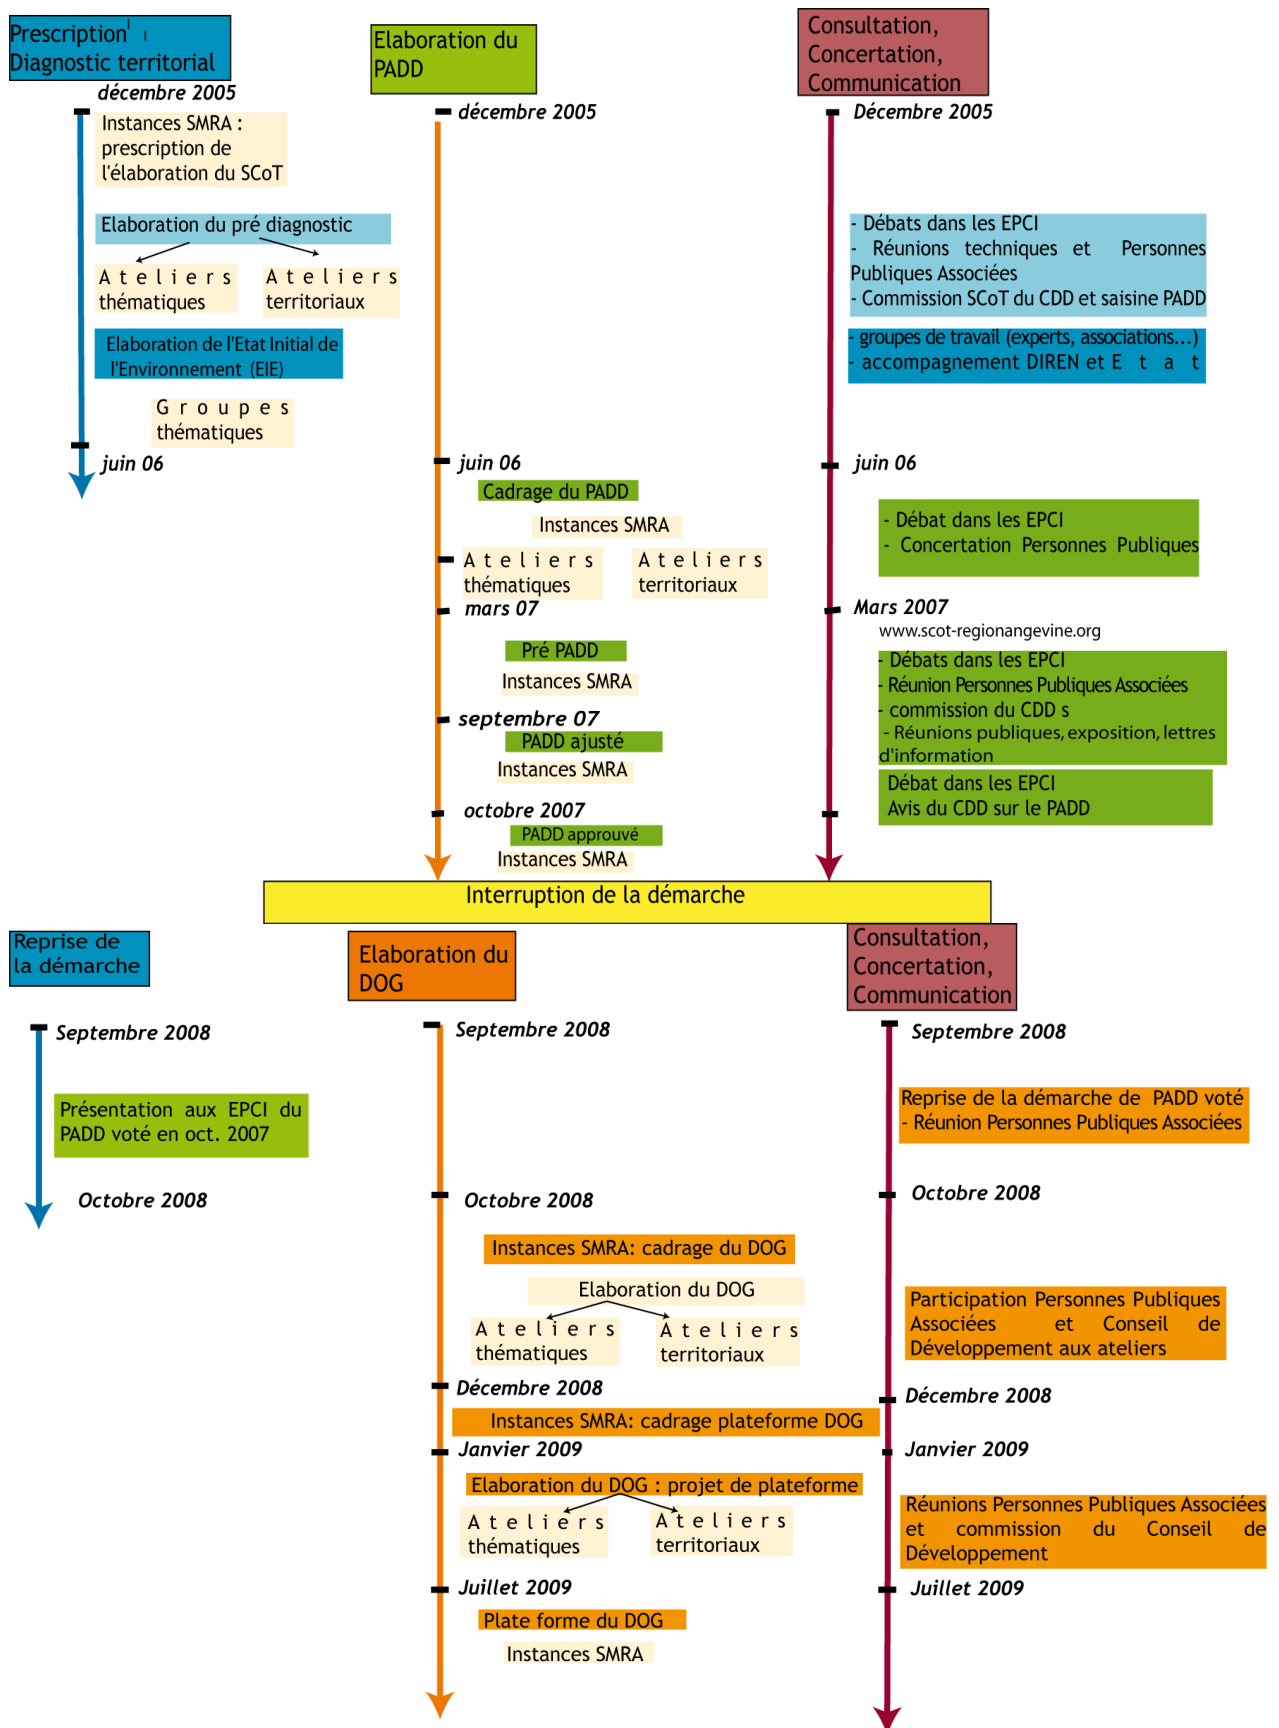 Prescription
Diagnostic territorial
décembre 2005
Instances SMRA :
prescription de
l'élaboration du SCoT
Elaboration du pré diagnostic
Ateliers
thématiques
Ateliers
territoriaux
Elaboration de l'Etat Initial de
l'Environnement (EIE)
Groupes
thématiques
juin 06
Elaboration du
PADD
décembre 2005
juin 06
Cadrage du PADD
Instances SMRA
Ateliers
thématiques
Ateliers
territoriaux
mars 07
Pré PADD
Instances SMRA
septembre 07
PADD ajusté
Instances SMRA
octobre 2007
PADD approuvé
Instances SMRA
Consultation,
Concertation,
Communication
Décembre 2005
- Débats dans les EPCI
- Réunions techniques et Personnes
Publiques Associées
- Commission SCoT du CDD et saisine PADD
- groupes de travail (experts, associations...)
- accompagnement DIREN et Etat
juin 06
- Débat dans les EPCI
- Concertation Personnes Publiques
Mars 2007
www.scot-regionangevine.org
- Débats dans les EPCI
- Réunion Personnes Publiques Associées
- commission du CDD s
- Réunions publiques, exposition, lettres
d'information
Débat dans les EPCI
Avis du CDD sur le PADD
Interruption de la démarche
Reprise de
la démarche
Septembre 2008
Présentation aux EPCI du
PADD voté en oct. 2007
Octobre 2008
Elaboration du
DOG
Septembre 2008
Octobre 2008
Instances SMRA: cadrage du DOG
Elaboration du DOG
Ateliers
thématiques
Ateliers
territoriaux
Décembre 2008
Instances SMRA: cadrage plateforme DOG
Janvier 2009
Elaboration du DOG : projet de plateforme
Ateliers
thématiques
Ateliers
territoriaux
Juillet 2009
Plate forme du DOG
Instances SMRA
Consultation,
Concertation,
Communication
Septembre 2008
Reprise de la démarche de PADD voté
- Réunion Personnes Publiques Associées
Octobre 2008
Participation Personnes Publiques
Associées et Conseil de
Développement aux ateliers
Décembre 2008
Janvier 2009
Réunions Personnes Publiques Associées
et commission du Conseil de
Développement
Juillet 2009